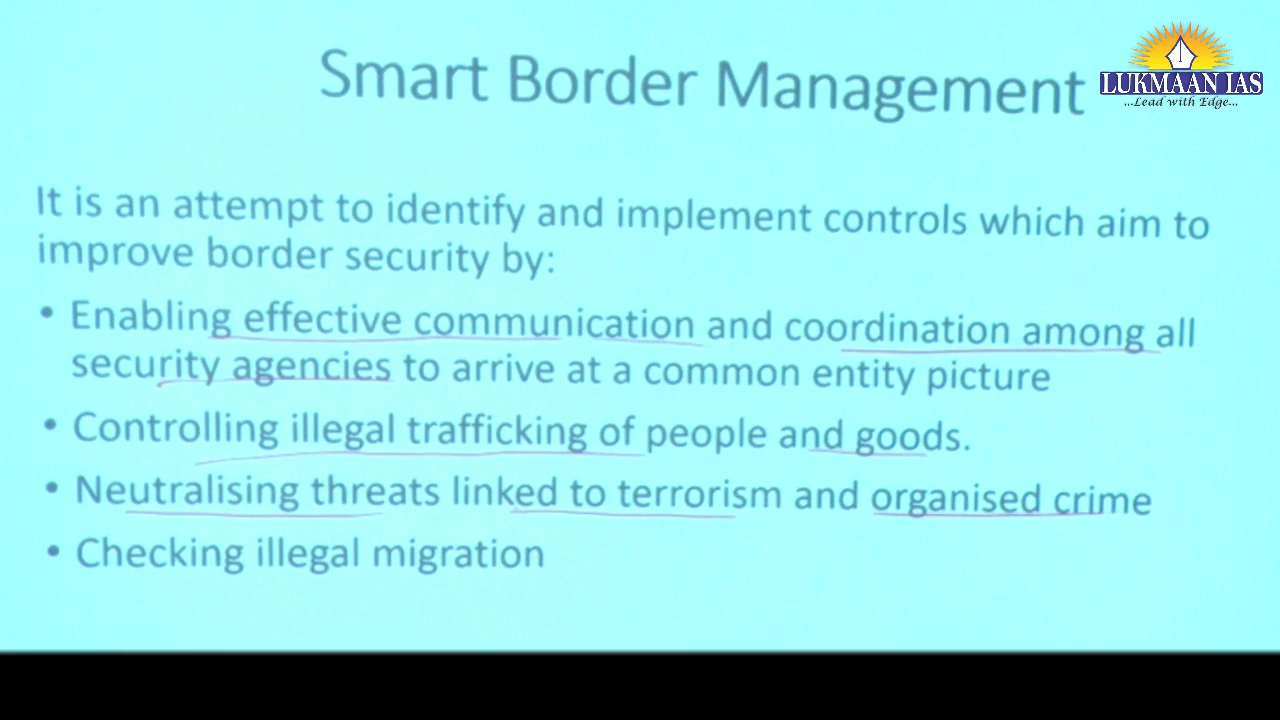 Smart Border Management
LUKMAAN IAS
...Lead with Edge...
It is an attempt to identify and implement controls which aim to
improve border security by:
• Enabling effective communication and coordination among all
security agencies to arrive at a common entity picture
• Controlling illegal trafficking of people and goods.
• Neutralising threats linked to terrorism and organised crime
• Checking illegal migration